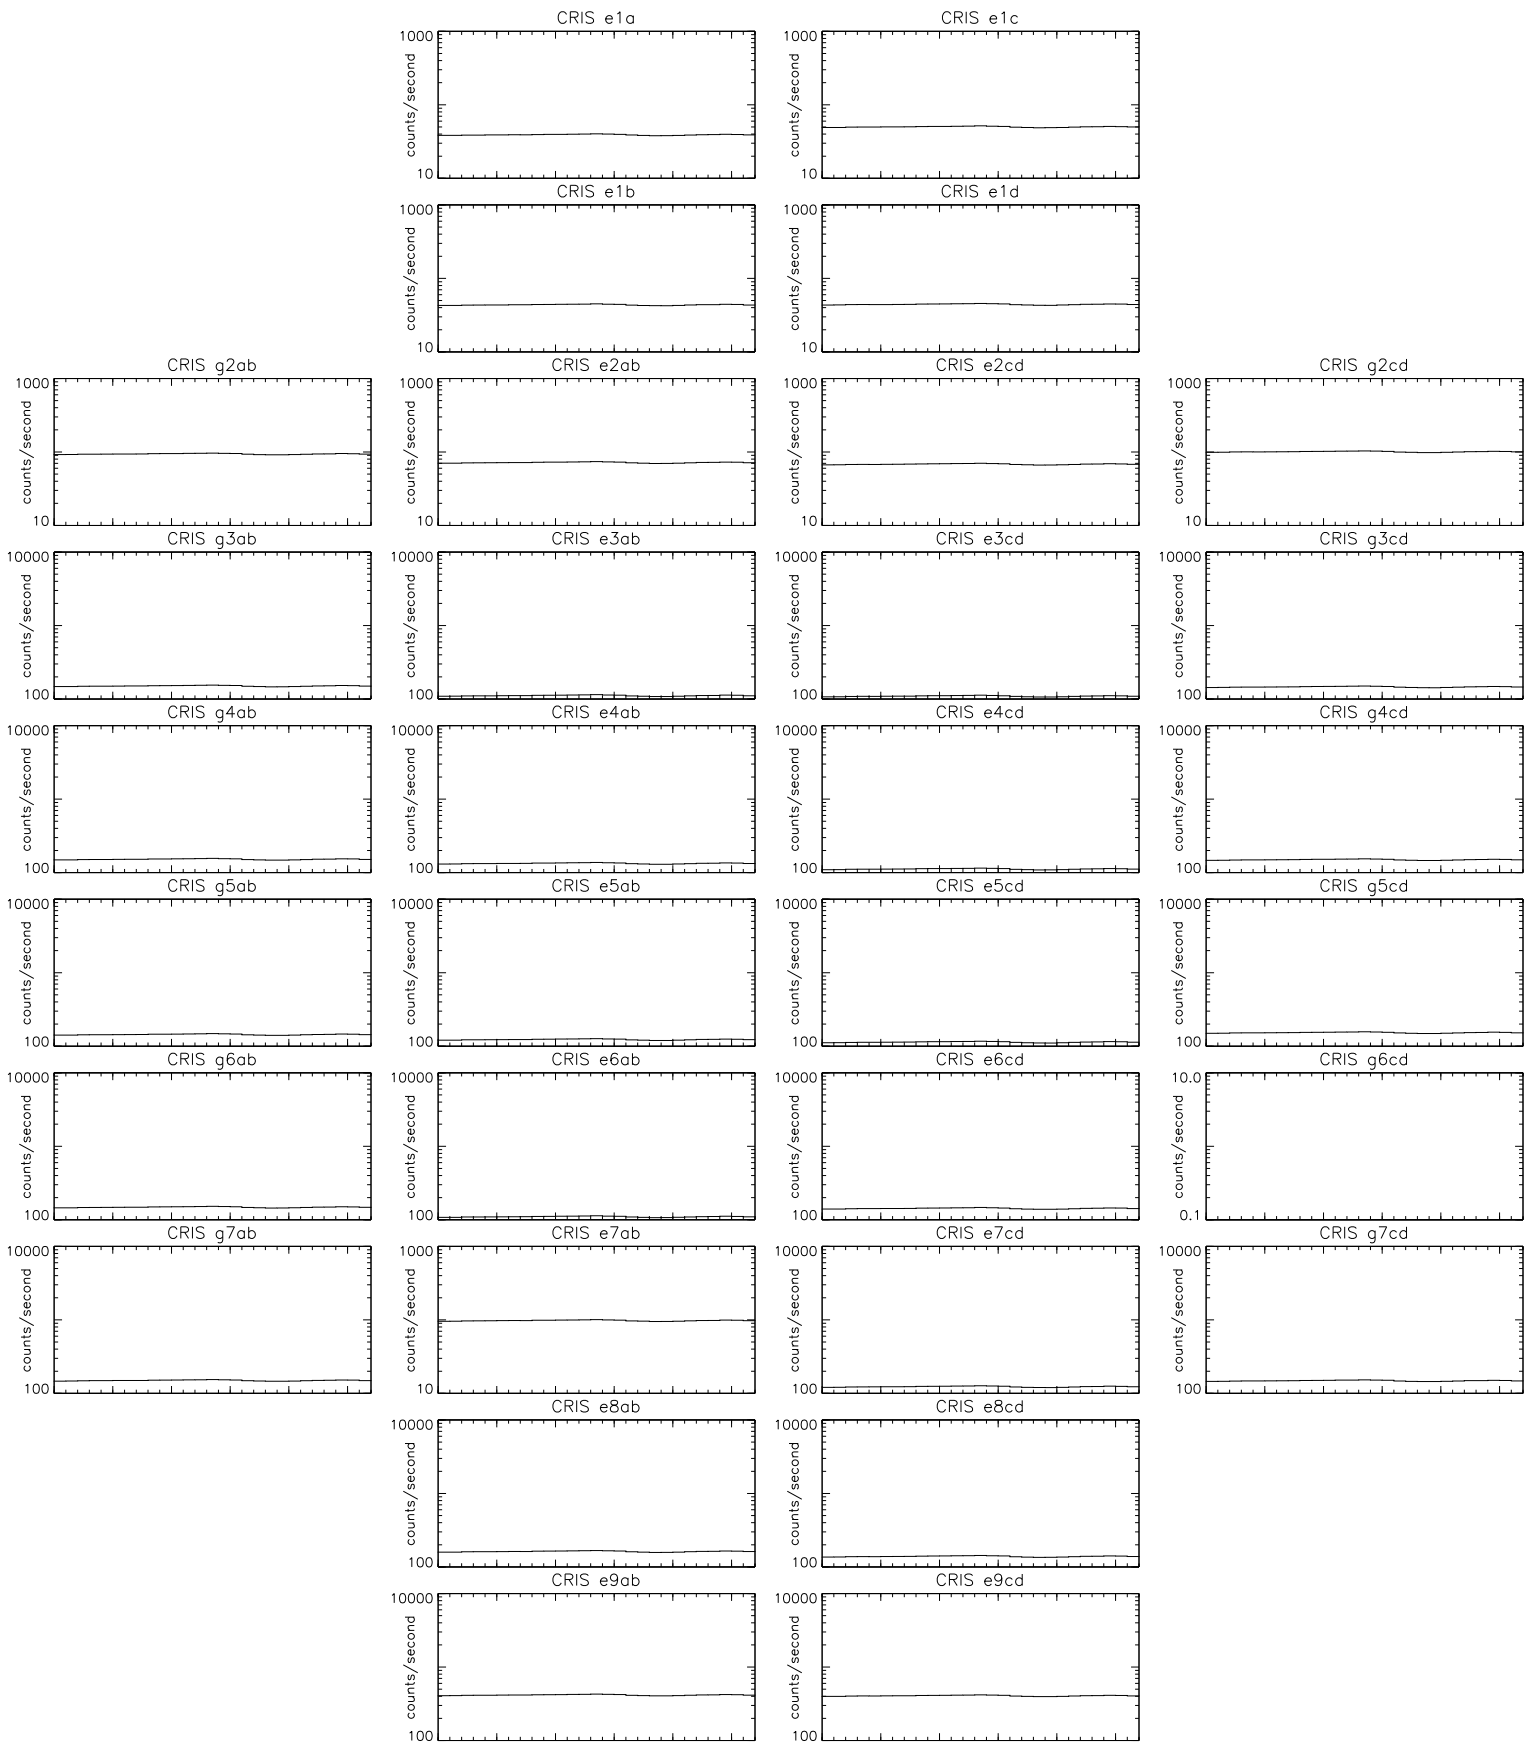 CRIS e1a
CRIS e1c
1000
counts/second
10
1000
counts/second
10
CRIS e1b
CRIS e1d
1000
counts/second
10
1000
counts/second
10
CRIS g2ab
CRIS e2ab
CRIS e2cd
CRIS g2cd
1000
counts/second
10
1000
counts/second
10
1000
counts/second
10
1000
counts/second
10
CRIS g3ab
CRIS e3ab
CRIS e3cd
CRIS g3cd
10000
counts/second
100
10000
counts/second
100
10000
counts/second
100
10000
counts/second
100
CRIS g4ab
CRIS e4ab
CRIS e4cd
CRIS g4cd
10000
counts/second
100
10000
counts/second
100
10000
counts/second
100
10000
counts/second
100
CRIS g5ab
CRIS e5ab
CRIS e5cd
CRIS g5cd
10000
counts/second
100
10000
counts/second
100
10000
counts/second
100
10000
counts/second
100
CRIS g6ab
CRIS e6ab
CRIS e6cd
CRIS g6cd
10000
counts/second
100
10000
counts/second
100
10000
counts/second
100
10.0
counts/second
0.1
CRIS g7ab
CRIS e7ab
CRIS e7cd
CRIS g7cd
10000
counts/second
100
1000
counts/second
10
10000
counts/second
100
10000
counts/second
100
CRIS e8ab
CRIS e8cd
10000
counts/second
100
10000
counts/second
100
CRIS e9ab
CRIS e9cd
10000
counts/second
100
10000
counts/second
100